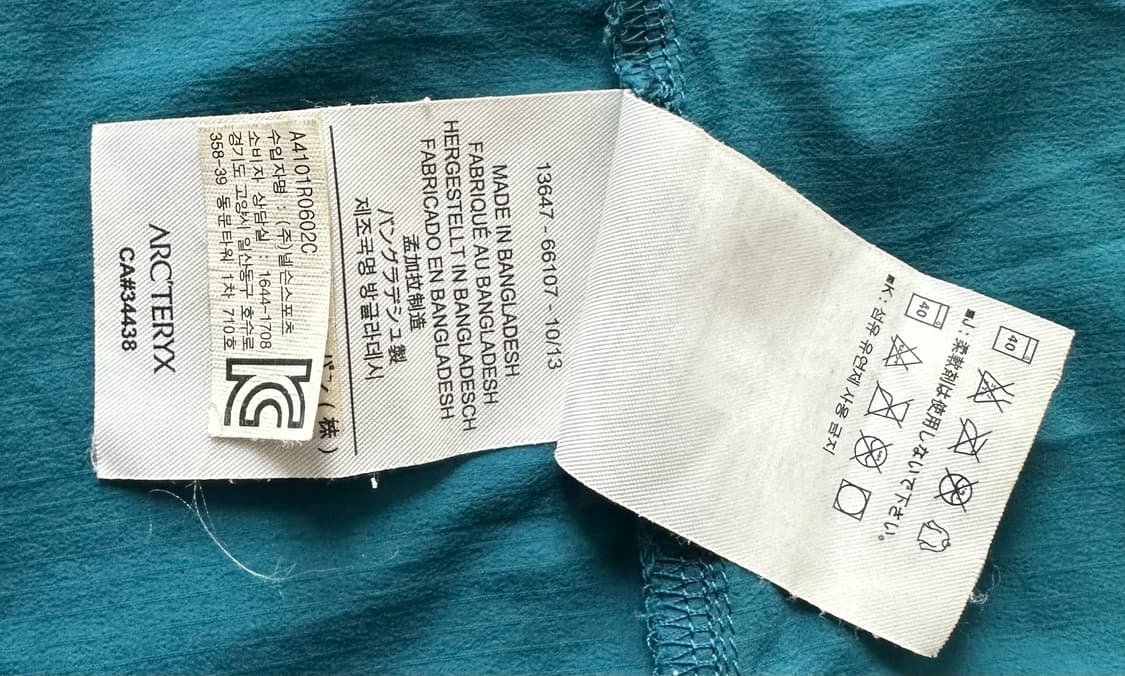 13647 - 66107 - 10/13
MADE IN BANGLADESH
FABRIQUÉ AU BANGLADESH
HERGESTELLT IN BANGLADESCH
FABRICADO EN BANGLADESH
孟加拉制造
バングラデシュ製
제조국명 방글라데시
パン(株)
A4101R0602C
수입자명 : (주)넬슨스포츠
소비자 상담실 : 1644-1708
경기도 고양시 일산동구 호수로
358-39 동문타워 1차 710호
ARC'TERYX
CA#34438
40
■J : 柔軟剤は使用しないで下さい。
40
■K : 섬유 유연제 사용 금지